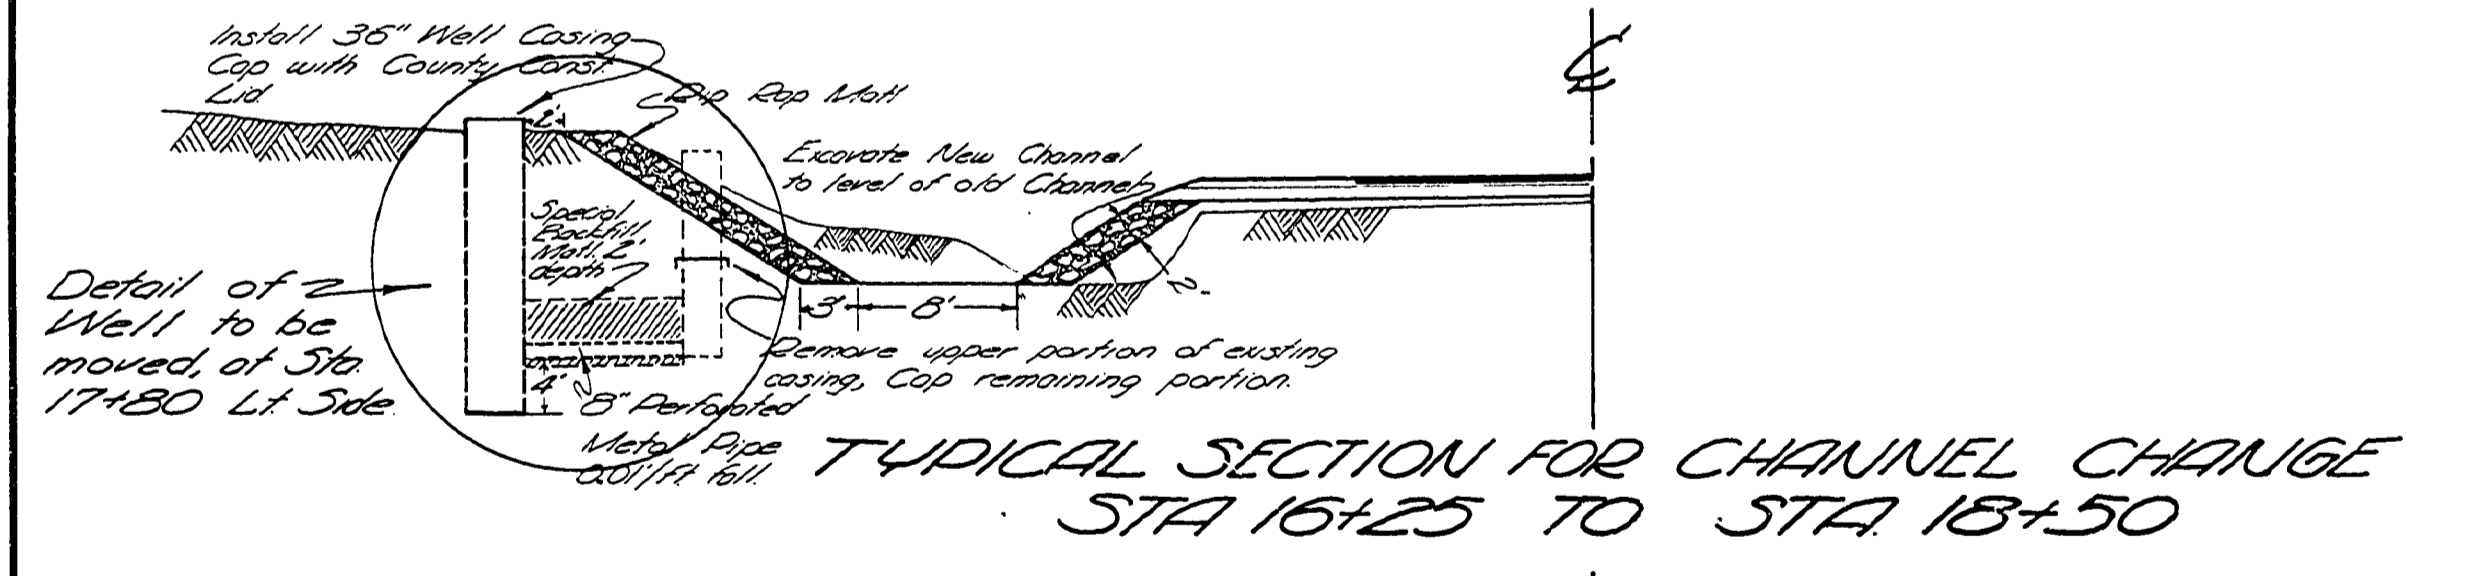 Install 36" Well Casing
Cap with County Const.
Lid.
2'
Rip Rap Matl
Excavate New Channel
to level of old Channel
Special
Backfill
Matl. 2'
depth
Detail of
Well to be
moved, at Sta.
17+80 Lt. Side.
3'
8'
2'
Remove upper portion of existing
casing, Cap remaining portion.
4'
8" Perforated
Metal Pipe
0.01'/ft. fall.
TYPICAL SECTION FOR CHANNEL CHANGE
STA 16+25 TO STA. 18+50